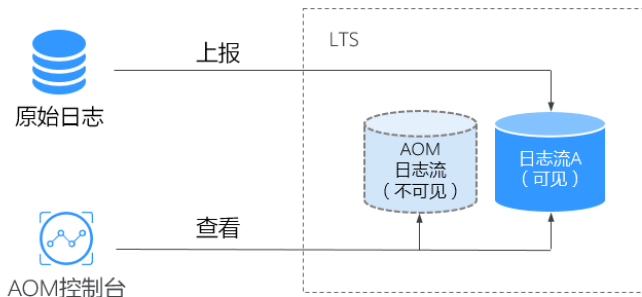 LTS
上报
原始日志
AOM
日志流
（不可见）
日志流A
（可见）
查看
AOM控制台